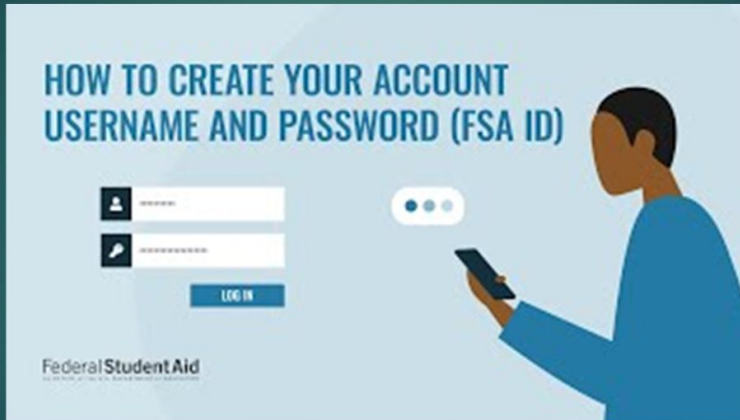 HOW TO CREATE YOUR ACCOUNT
USERNAME AND PASSWORD (FSA ID)
LOG IN
Federal Student Aid